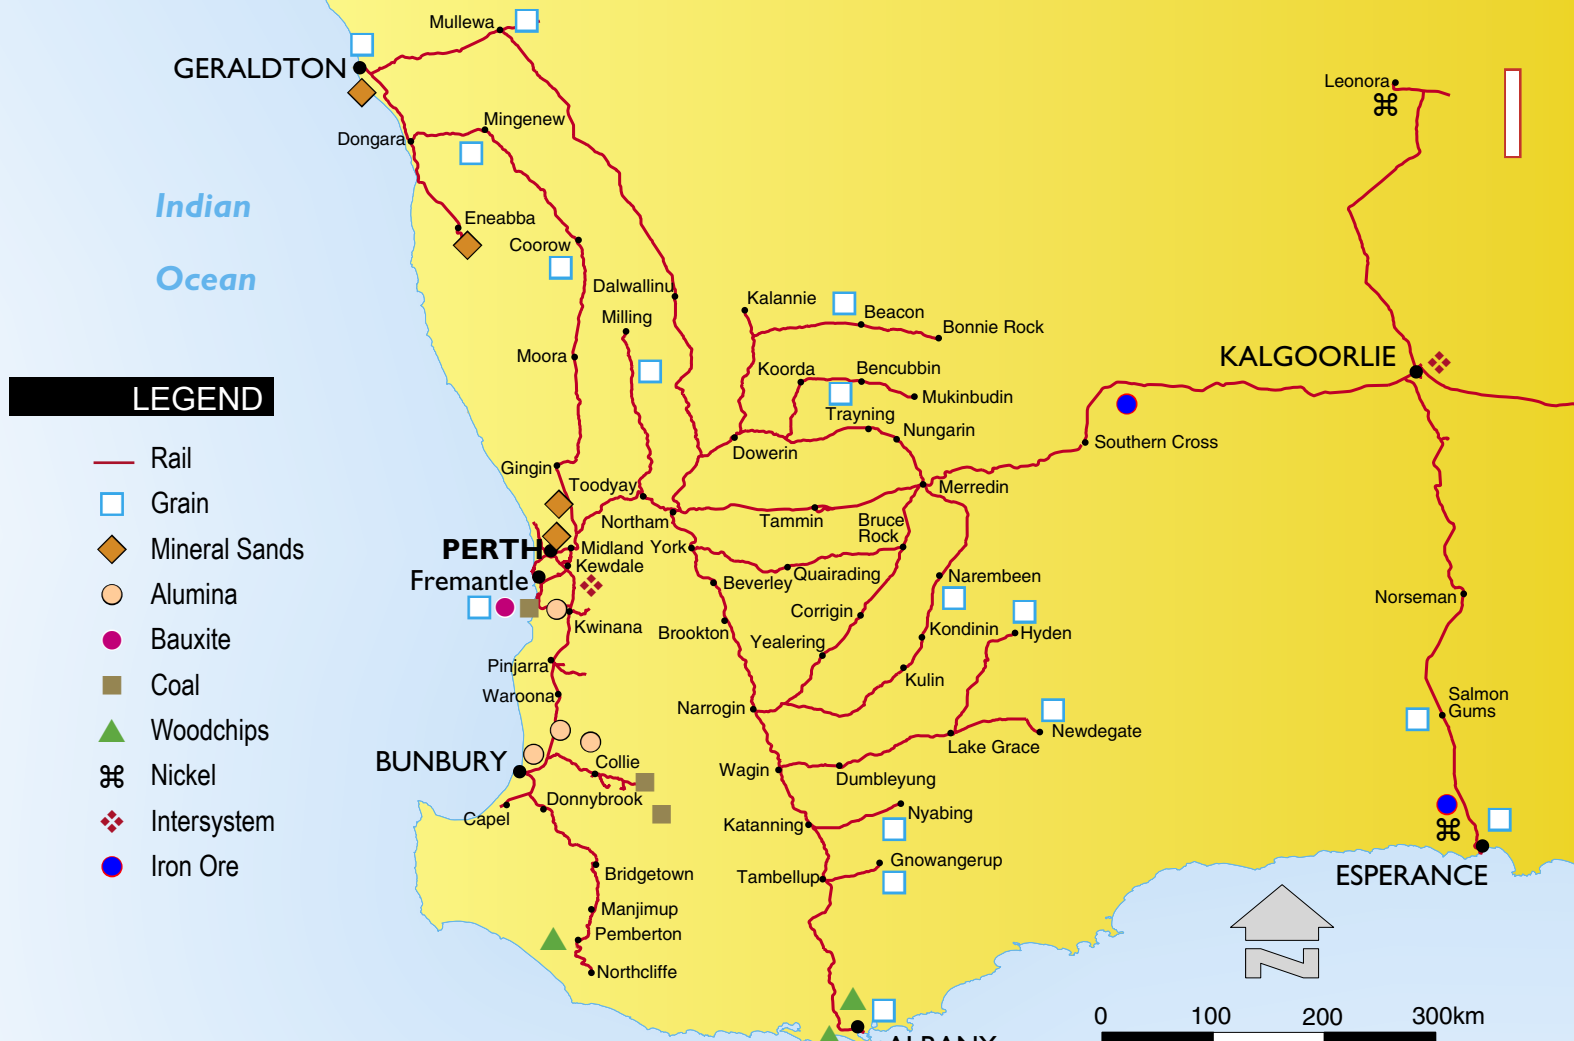 Mullewa
GERALDTON
Leonora
Mingenew
Dongara
Indian
Ocean
Eneabba
Coorow
Dalwallinu
Milling
Kalannie
Beacon
Bonnie Rock
Moora
KALGOORLIE
Koorda
Bencubbin
Mukinbudin
Trayning
Nungarin
Dowerin
Southern Cross
LEGEND
Rail
Grain
Mineral Sands
Alumina
Bauxite
Coal
Woodchips
Nickel
Intersystem
Iron Ore
Gingin
Toodyay
Merredin
Northam
Tammin
Bruce
Rock
PERTH
Midland
York
Kewdale
Fremantle
Beverley
Quairading
Narembeen
Norseman
Corrigin
Kwinana
Brookton
Yealering
Kondinin
Hyden
Pinjarra
Kulin
Waroona
Narrogin
Salmon
Gums
Newdegate
Lake Grace
BUNBURY
Collie
Wagin
Dumbleyung
Donnybrook
Capel
Nyabing
Katanning
Gnowangerup
Tambellup
Bridgetown
ESPERANCE
Manjimup
Pemberton
Northcliffe
N
0
100
200
300km
ALBANY